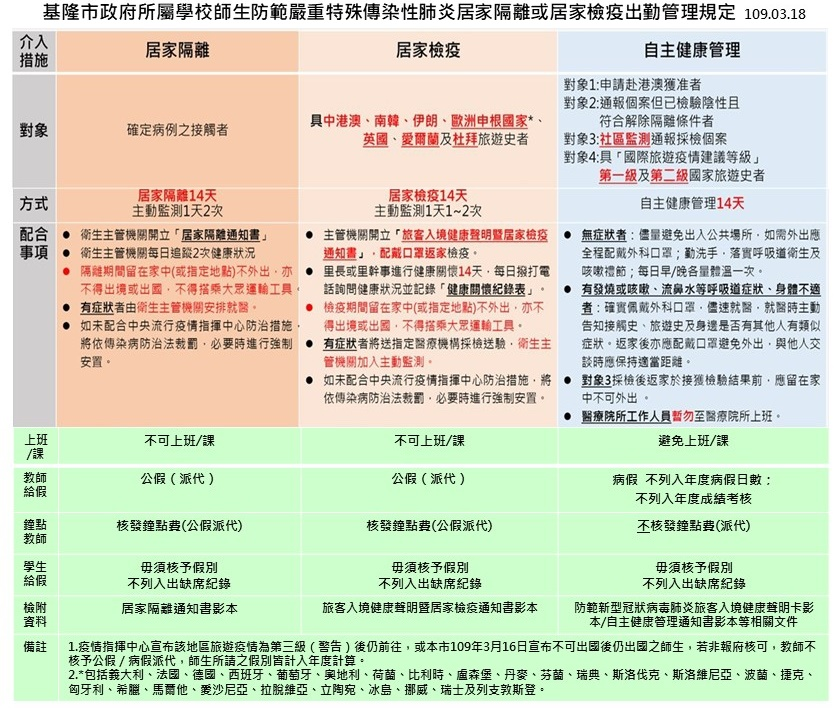 基隆市政府所屬學校師生防範嚴重特殊傳染性肺炎居家隔離或居家檢疫出勤管理規定 109.03.18
介入
措施
居家隔離
居家檢疫
自主健康管理
對象
確定病例之接觸者
具中港澳、南韓、伊朗、歐洲申根國家*、
英國、愛爾蘭及杜拜旅遊史者
對象1:申請赴港澳獲准者
對象2:通報個案但已檢驗陰性且
符合解除隔離條件者
對象3:社區監測通報採檢個案
對象4:具「國際旅遊疫情建議等級」
第一級及第二級國家旅遊史者
方式
居家隔離14天
主動監測1天2次
居家檢疫14天
主動監測1天1~2次
自主健康管理14天
配合
事項
● 衛生主管機關開立「居家隔離通知書」
● 衛生主管機關每日追蹤2次健康狀況
● 隔離期間留在家中(或指定地點)不外出，亦
不得出境或出國，不得搭乘大眾運輸工具。
● 有症狀者由衛生主管機關安排就醫。
● 如未配合中央流行疫情指揮中心防治措施，
將依傳染病防治法裁罰，必要時進行強制
安置。
● 主管機關開立「旅客入境健康聲明暨居家檢疫
通知書」，配戴口罩返家檢疫。
● 里長或里幹事進行健康關懷14天，每日撥打電
話詢問健康狀況並記錄「健康關懷紀錄表」。
● 檢疫期間留在家中(或指定地點)不外出，亦不
得出境或出國，不得搭乘大眾運輸工具。
● 有症狀者將送指定醫療機構採檢送驗，衛生主
管機關加入主動監測。
● 如未配合中央流行疫情指揮中心防治措施，將
依傳染病防治法裁罰，必要時進行強制安置。
● 無症狀者：儘量避免出入公共場所，如需外出應
全程配戴外科口罩；勤洗手，落實呼吸道衛生及
咳嗽禮節；每日早/晚各量體溫一次。
● 有發燒或咳嗽、流鼻水等呼吸道症狀、身體不適
者：確實佩戴外科口罩，儘速就醫，就醫時主動
告知接觸史、旅遊史及身邊是否有其他人有類似
症狀。返家後亦應配戴口罩避免外出，與他人交
談時應保持適當距離。
● 對象3採檢後返家於接獲檢驗結果前，應留在家
中不可外出。
● 醫療院所工作人員暫勿至醫療院所上班。
上班
/課
不可上班/課
不可上班/課
避免上班/課
教師
給假
公假（派代）
公假（派代）
病假 不列入年度病假日數；
不列入年度成績考核
鐘點
教師
核發鐘點費(公假派代)
核發鐘點費(公假派代)
不核發鐘點費(派代)
學生
給假
毋須核予假別
不列入出缺席紀錄
毋須核予假別
不列入出缺席紀錄
毋須核予假別
不列入出缺席紀錄
檢附
資料
居家隔離通知書影本
旅客入境健康聲明暨居家檢疫通知書影本
防範新型冠狀病毒肺炎旅客入境健康聲明卡影
本/自主健康管理通知書影本等相關文件
備註
1.疫情指揮中心宣布該地區旅遊疫情為第三級（警告）後仍前往，或本市109年3月16日宣布不可出國後仍出國之師生，若非報府核可，教師不
核予公假/病假派代，師生所請之假別皆計入年度計算。
2.*包括義大利、法國、德國、西班牙、葡萄牙、奧地利、荷蘭、比利時、盧森堡、丹麥、芬蘭、瑞典、斯洛伐克、斯洛維尼亞、波蘭、捷克、
匈牙利、希臘、馬爾他、愛沙尼亞、拉脫維亞、立陶宛、冰島、挪威、瑞士及列支敦斯登。